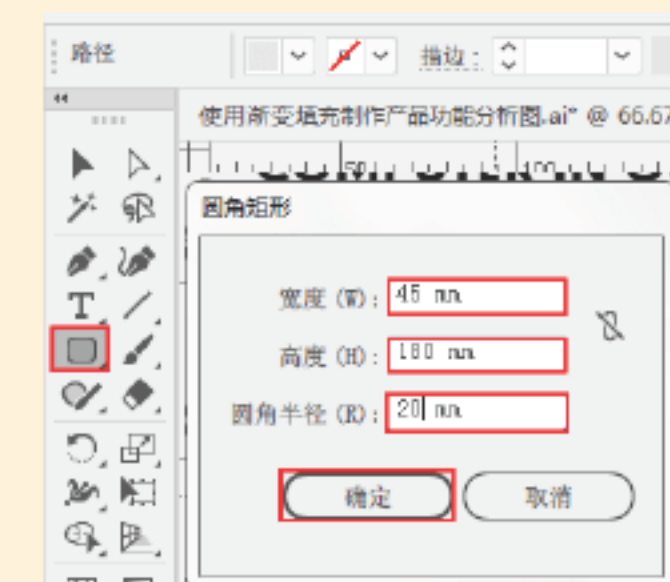 路径
描边:
使用渐变填充制作产品功能分析图.ai* @ 66.67
50
100
圆角矩形
宽度 (W): 45 mm
高度 (H): 180 mm
圆角半径 (R): 20 mm
确定 取消